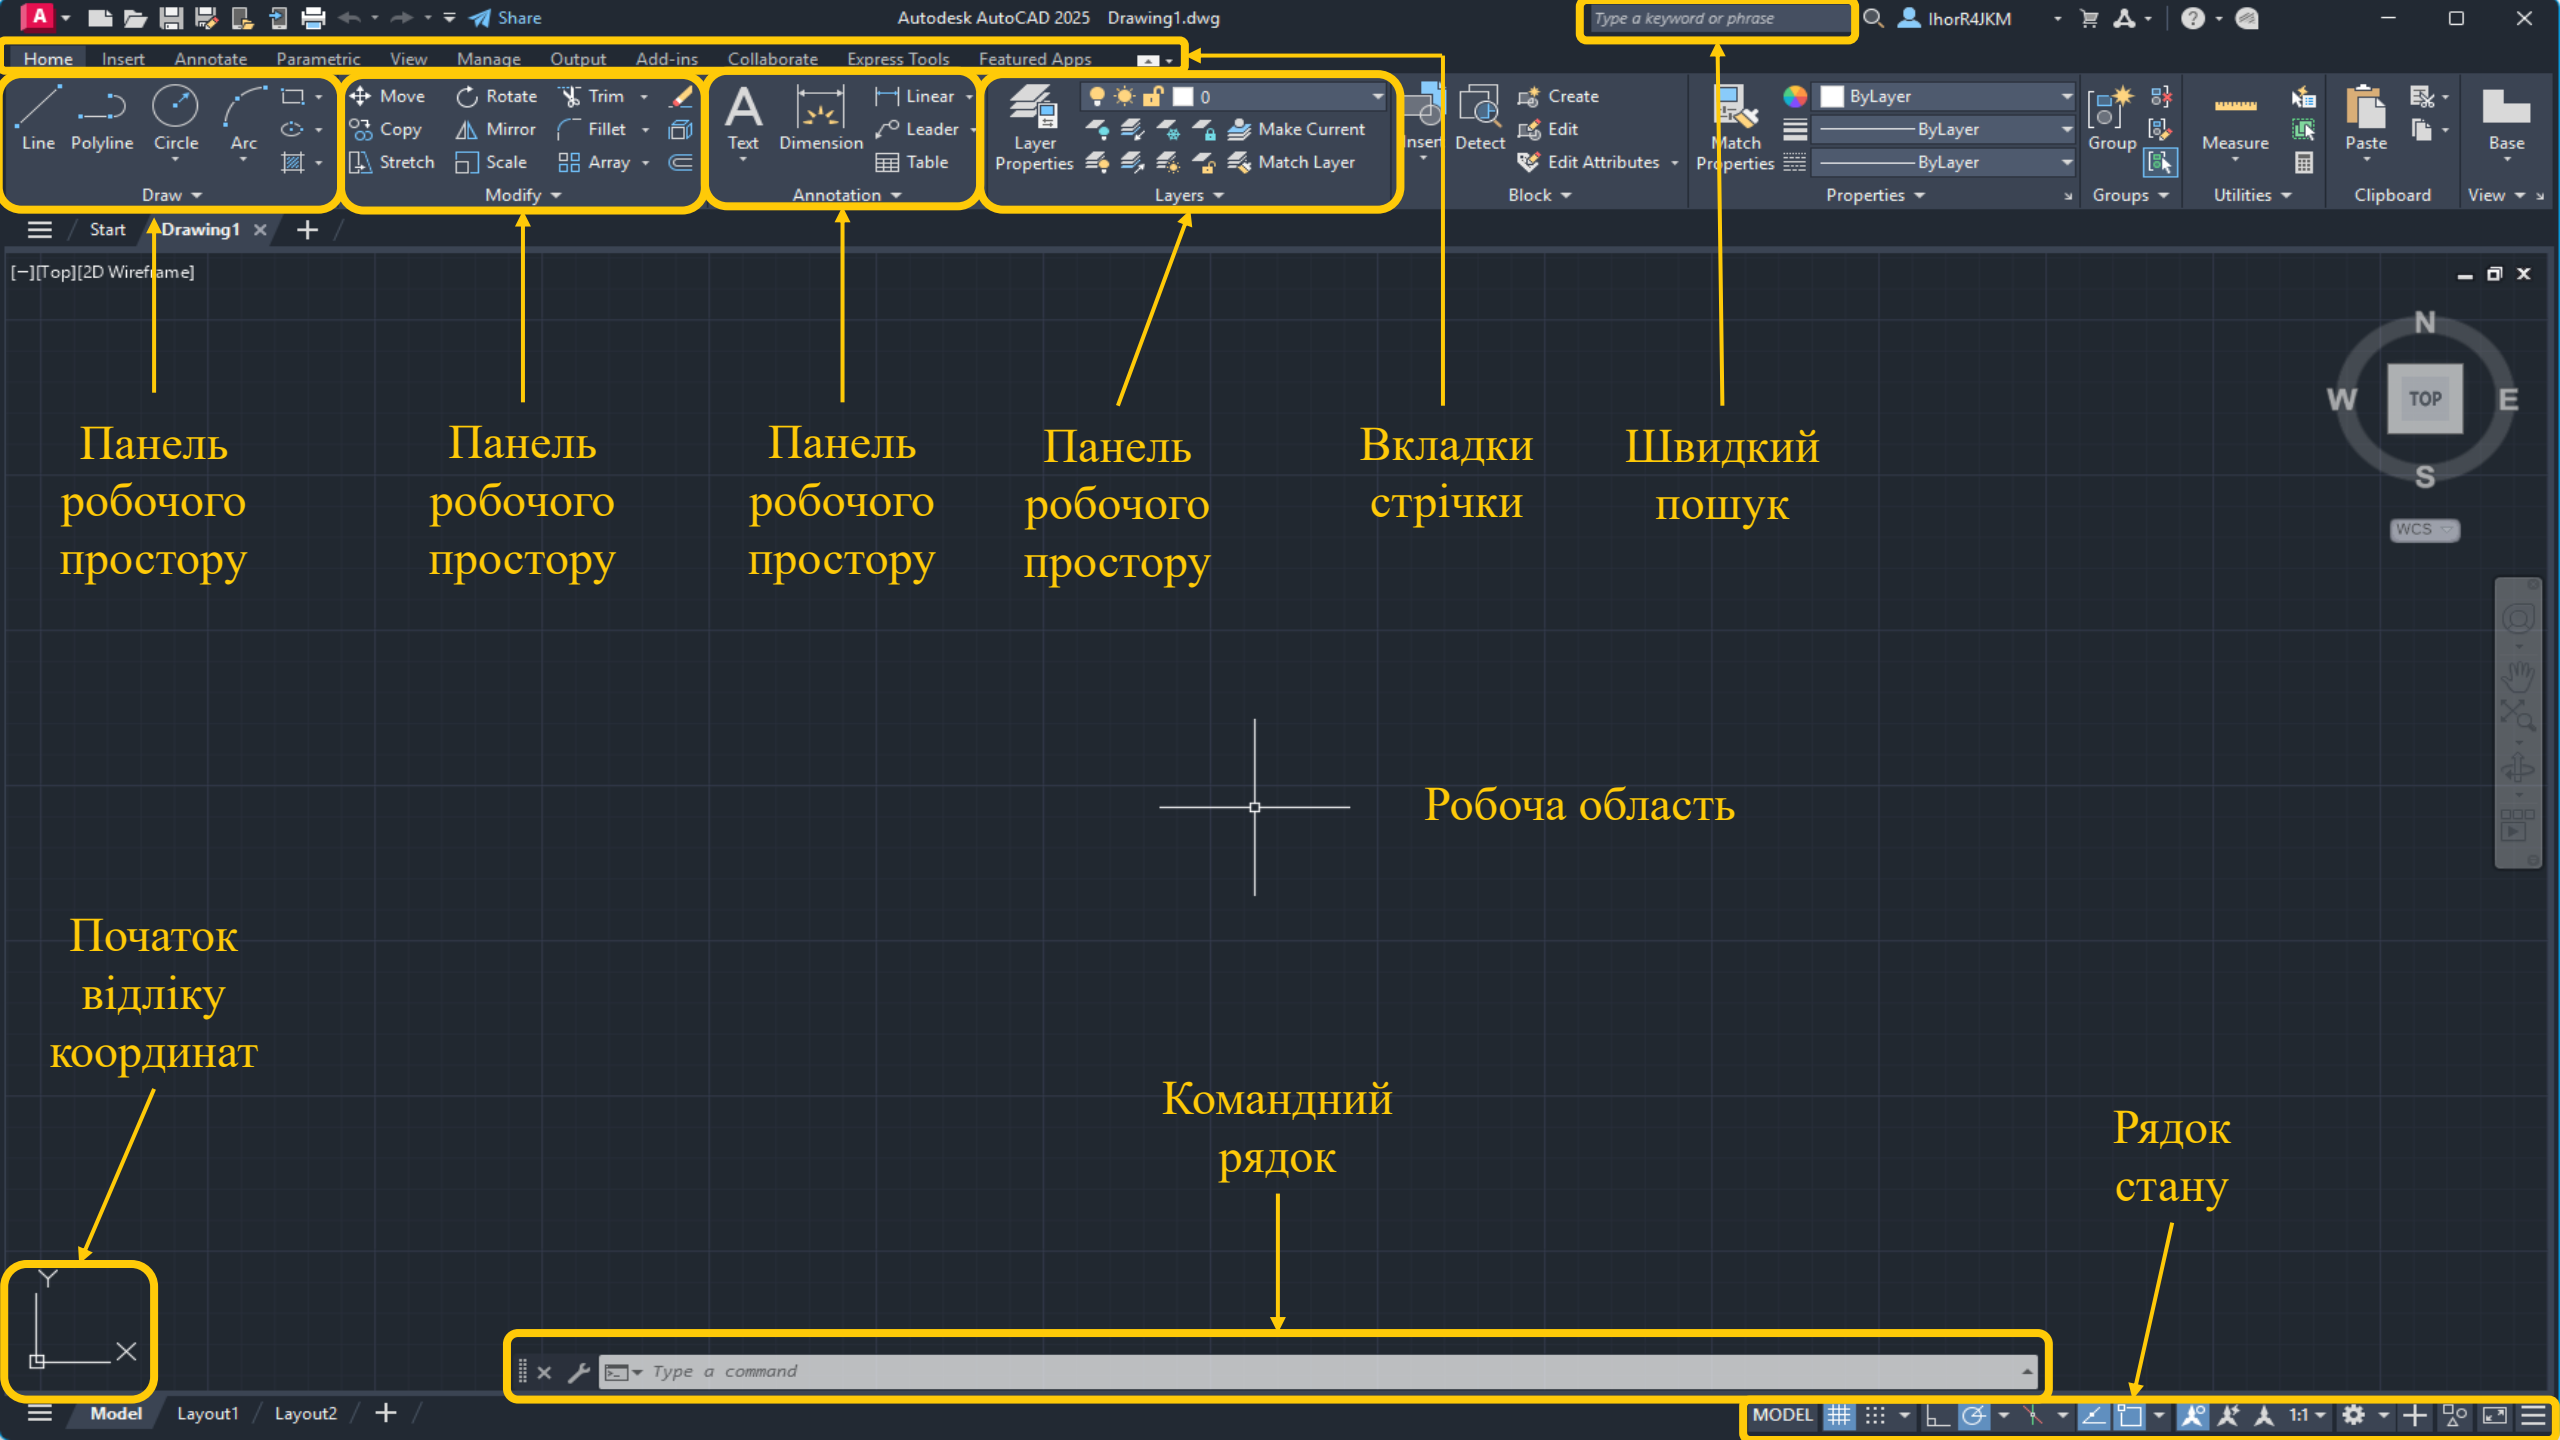 A Share Autodesk AutoCAD 2025 Drawing1.dwg Type a keyword or phrase IhorR4JKM
Home Insert Annotate Parametric View Manage Output Add-ins Collaborate Express Tools Featured Apps
Line Polyline Circle Arc
Draw
Move Rotate Trim
Copy Mirror Fillet
Stretch Scale Array
Modify
Text Dimension
Linear
Leader
Table
Annotation
Layer Properties
0
Make Current
Match Layer
Layers
Insert Detect
Create
Edit
Edit Attributes
Block
Match Properties
ByLayer
ByLayer
ByLayer
Properties
Group
Groups
Measure
Utilities
Paste
Clipboard
Base
View
Start Drawing1
[−][Top][2D Wireframe]
N
W TOP E
S
WCS
Панель
робочого
простору
Панель
робочого
простору
Панель
робочого
простору
Панель
робочого
простору
Вкладки
стрічки
Швидкий
пошук
Робоча область
Початок
відліку
координат
Командний
рядок
Рядок
стану
Y
X
Type a command
Model Layout1 Layout2
MODEL 1:1